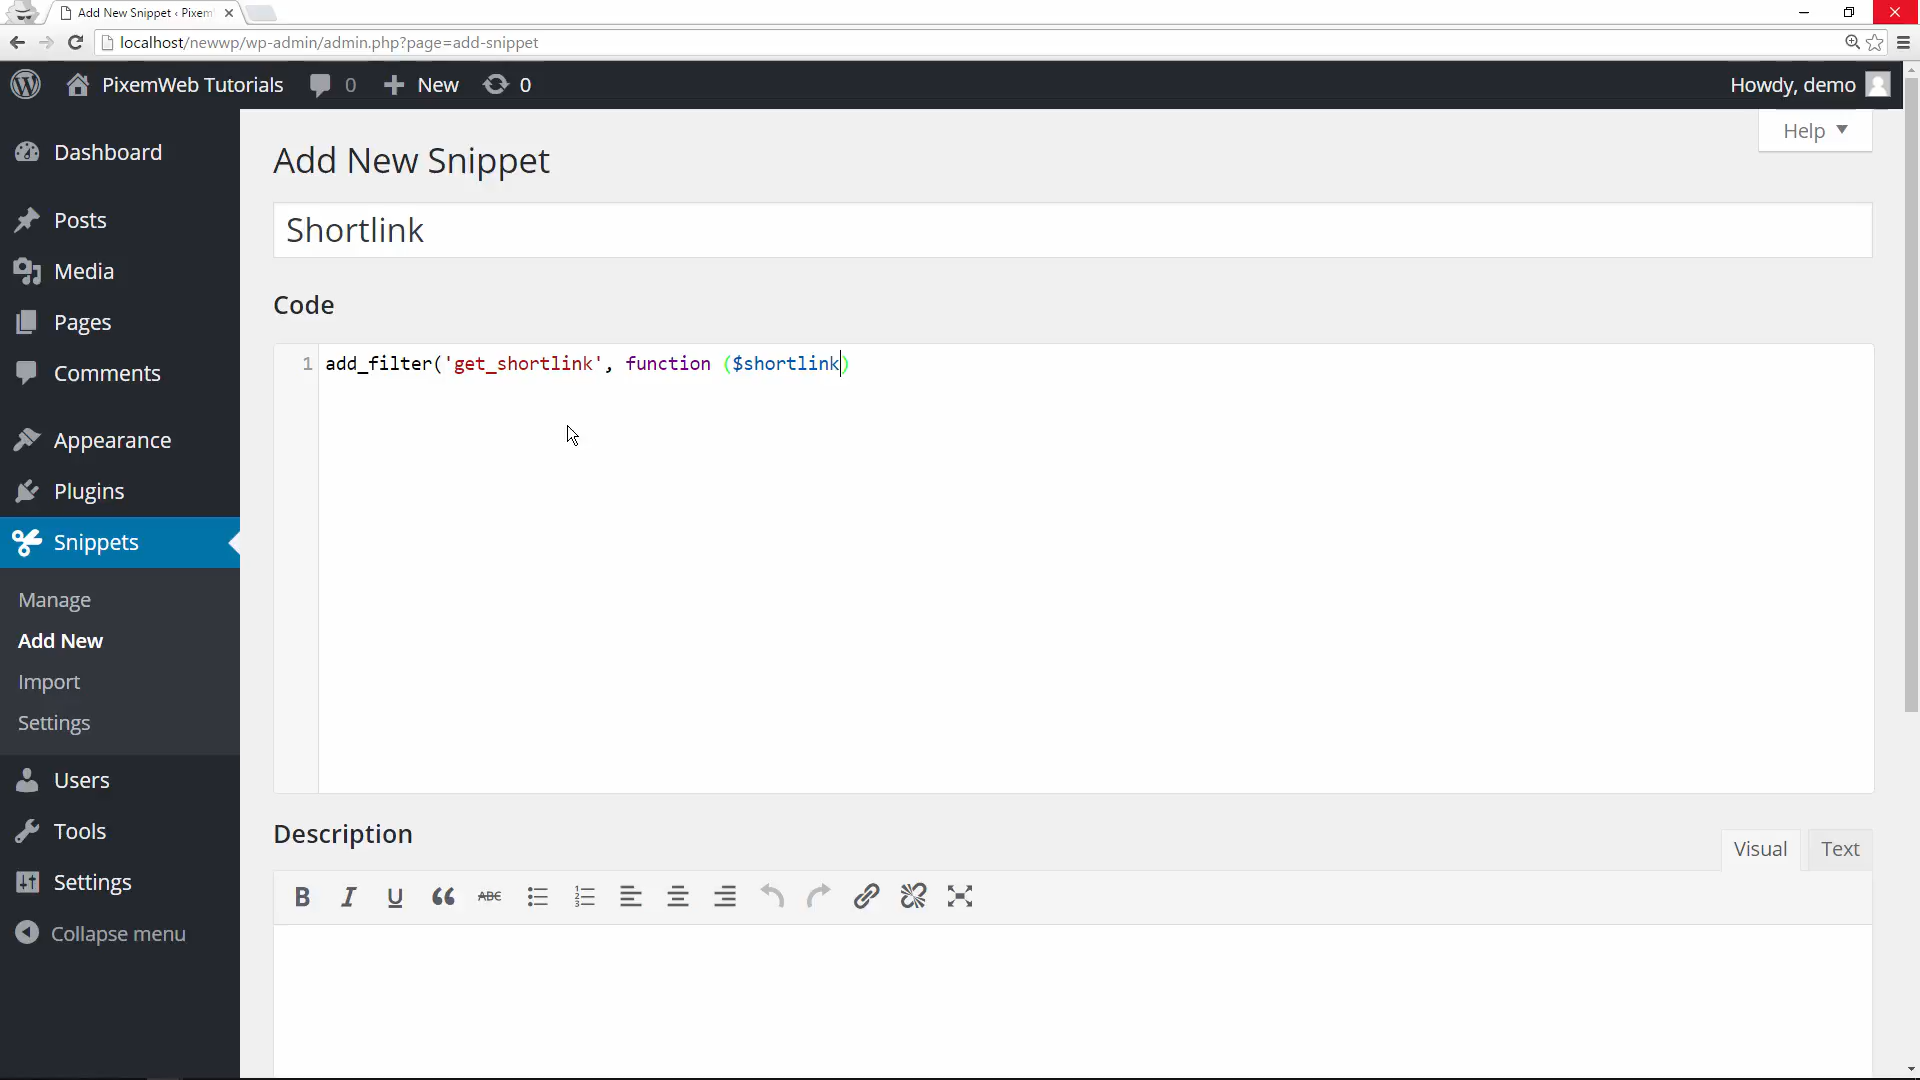 Add New Snippet ‹ Pixem
localhost/newwp/wp-admin/admin.php?page=add-snippet
PixemWeb Tutorials 0 New 0 Howdy, demo
Help
Dashboard
Posts
Media
Pages
Comments
Appearance
Plugins
Snippets
Manage
Add New
Import
Settings
Users
Tools
Settings
Collapse menu
Add New Snippet
Shortlink
Code
1 add_filter('get_shortlink', function ($shortlink)
Description
Visual Text
B I U ABC